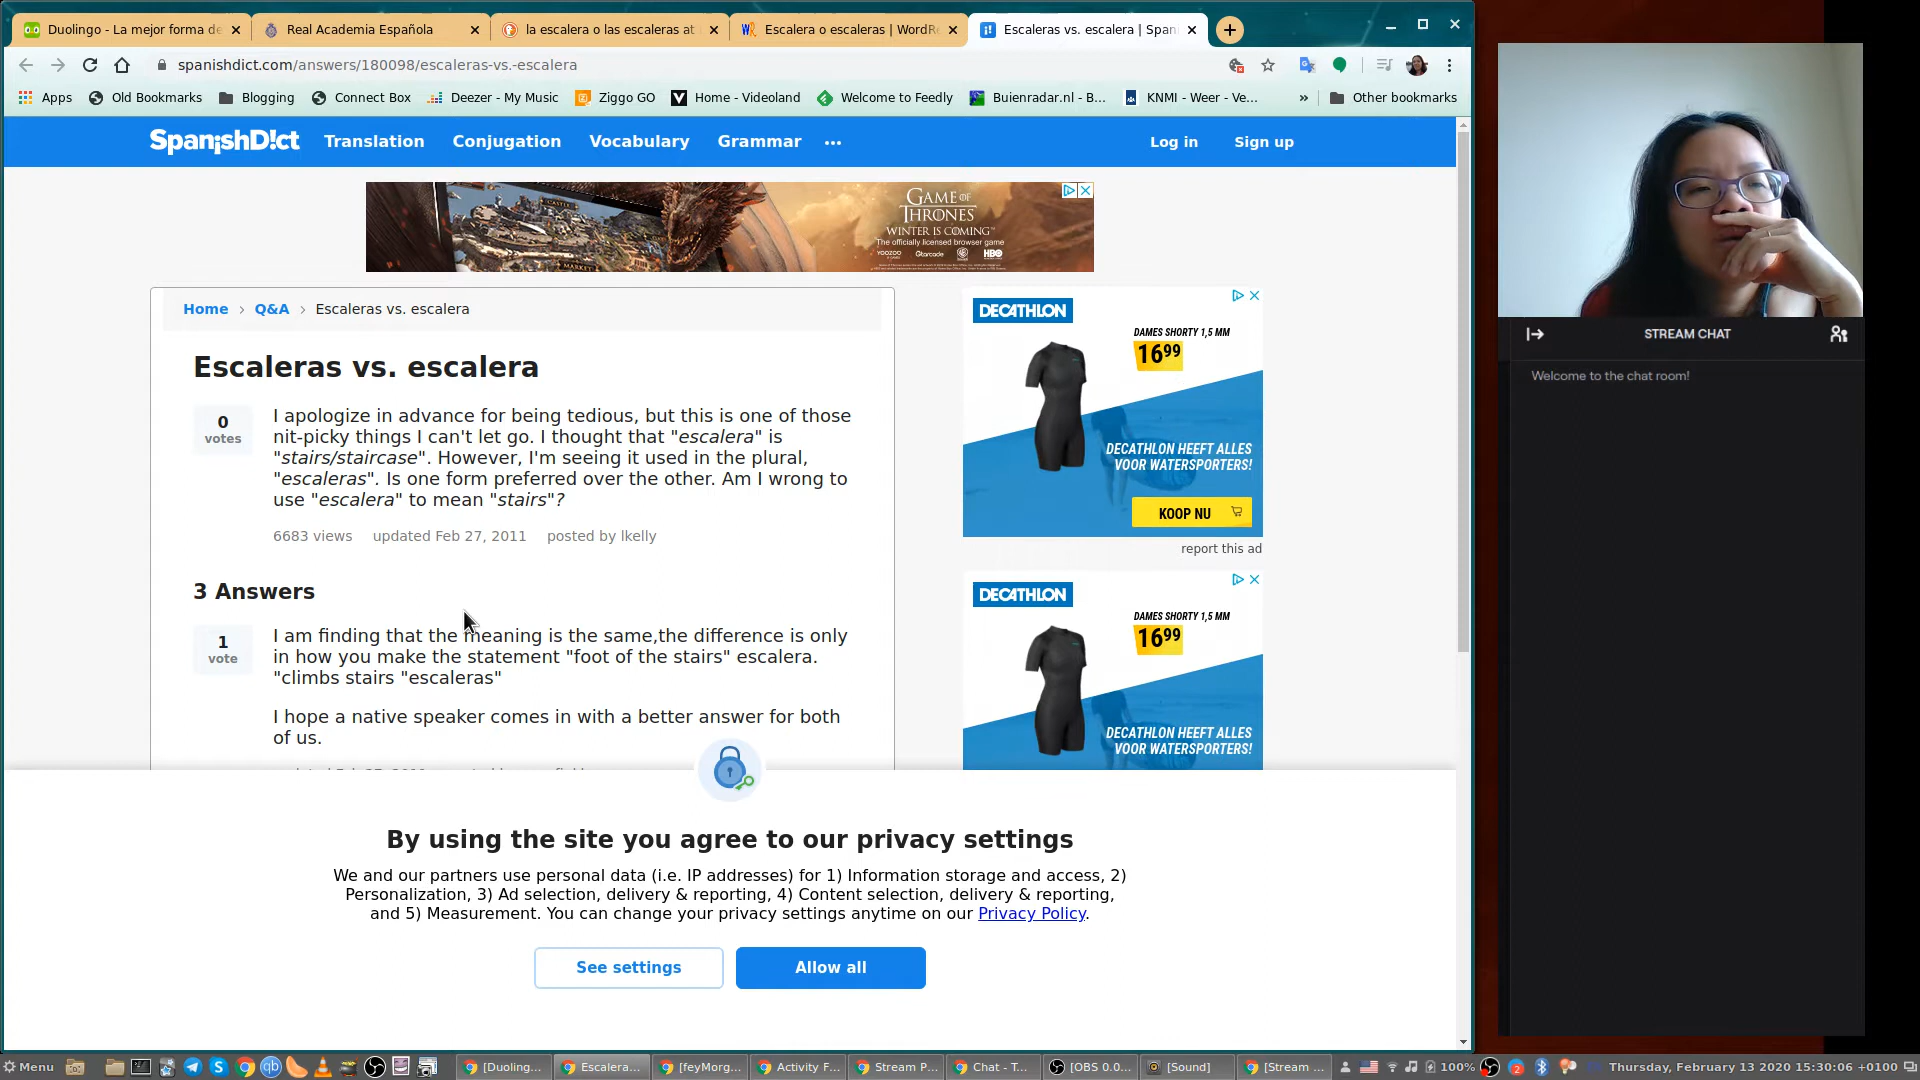 Duolingo - La mejor forma de
Real Academia Española
la escalera o las escaleras at
Escalera o escaleras | WordRe
Escaleras vs. escalera | Span
spanishdict.com/answers/180098/escaleras-vs.-escalera
Apps
Old Bookmarks
Blogging
Connect Box
Deezer - My Music
Ziggo GO
Home - Videoland
Welcome to Feedly
Buienradar.nl - B...
KNMI - Weer - Ve...
»
Other bookmarks
SpanishD!ct
Translation
Conjugation
Vocabulary
Grammar
Log in
Sign up
CASTLE
MARKET
GAME OF
THRONES
WINTER IS COMING™
The officially licensed browser game
YOOZOO
GAMES
Gtarcade
HBO
Home › Q&A › Escaleras vs. escalera
Escaleras vs. escalera
0
votes
I apologize in advance for being tedious, but this is one of those
nit-picky things I can't let go. I thought that "escalera" is
"stairs/staircase". However, I'm seeing it used in the plural,
"escaleras". Is one form preferred over the other. Am I wrong to
use "escalera" to mean "stairs"?
6683 views updated Feb 27, 2011 posted by lkelly
3 Answers
1
vote
I am finding that the meaning is the same,the difference is only
in how you make the statement "foot of the stairs" escalera.
"climbs stairs "escaleras"
I hope a native speaker comes in with a better answer for both
of us.
DECATHLON
DAMES SHORTY 1,5 MM
16⁹⁹
DECATHLON HEEFT ALLES
VOOR WATERSPORTERS!
KOOP NU
report this ad
DECATHLON
DAMES SHORTY 1,5 MM
16⁹⁹
DECATHLON HEEFT ALLES
VOOR WATERSPORTERS!
By using the site you agree to our privacy settings
We and our partners use personal data (i.e. IP addresses) for 1) Information storage and access, 2)
Personalization, 3) Ad selection, delivery & reporting, 4) Content selection, delivery & reporting,
and 5) Measurement. You can change your privacy settings anytime on our Privacy Policy.
See settings
Allow all
STREAM CHAT
Welcome to the chat room!
Menu
[Duoling...
Escalera...
[feyMorg...
Activity F...
Stream P...
Chat - T...
[OBS 0.0...
[Sound]
[Stream ...
100%
2
Thursday, February 13 2020 15:30:06 +0100